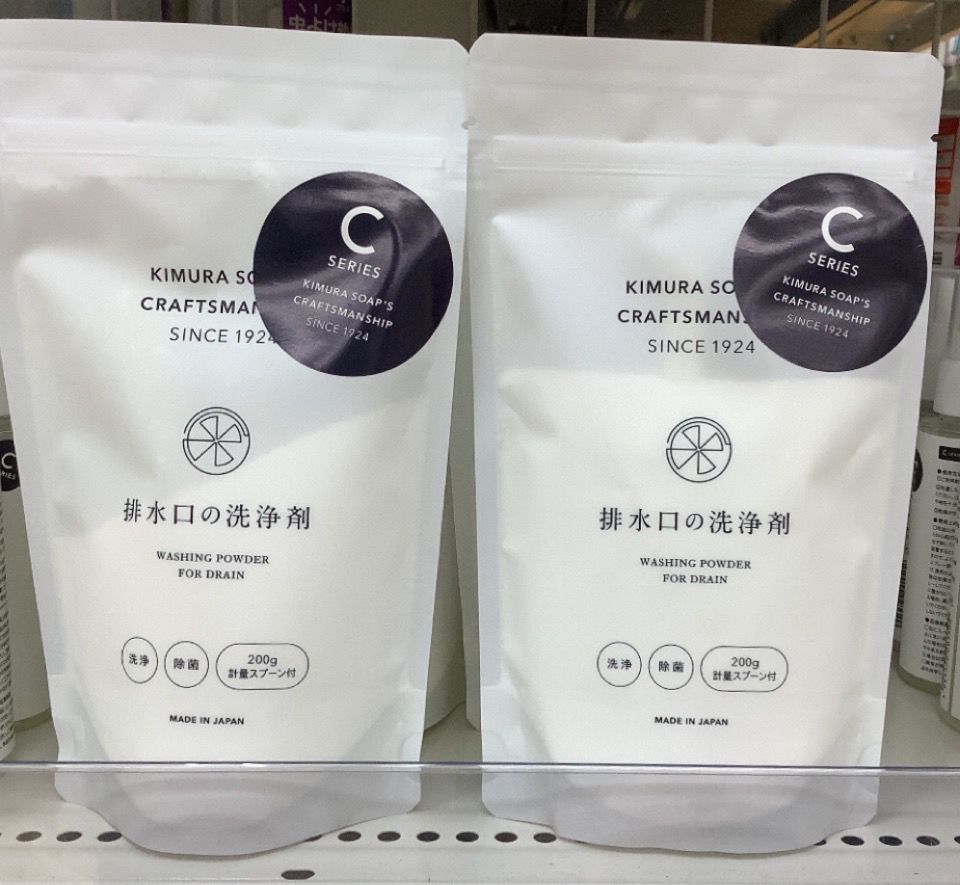 KIMURA SO
CRAFTSMAN
SINCE 1924
C
SERIES
KIMURA SOAP'S
CRAFTSMANSHIP
SINCE 1924
排水口の洗浄剤
WASHING POWDER
FOR DRAIN
洗浄
除菌
200g
計量スプーン付
MADE IN JAPAN
KIMURA SO
CRAFTSMANS
SINCE 1924
C
SERIES
KIMURA SOAP'S
CRAFTSMANSHIP
SINCE 1924
排水口の洗浄剤
WASHING POWDER
FOR DRAIN
洗浄
除菌
200g
計量スプーン付
MADE IN JAPAN